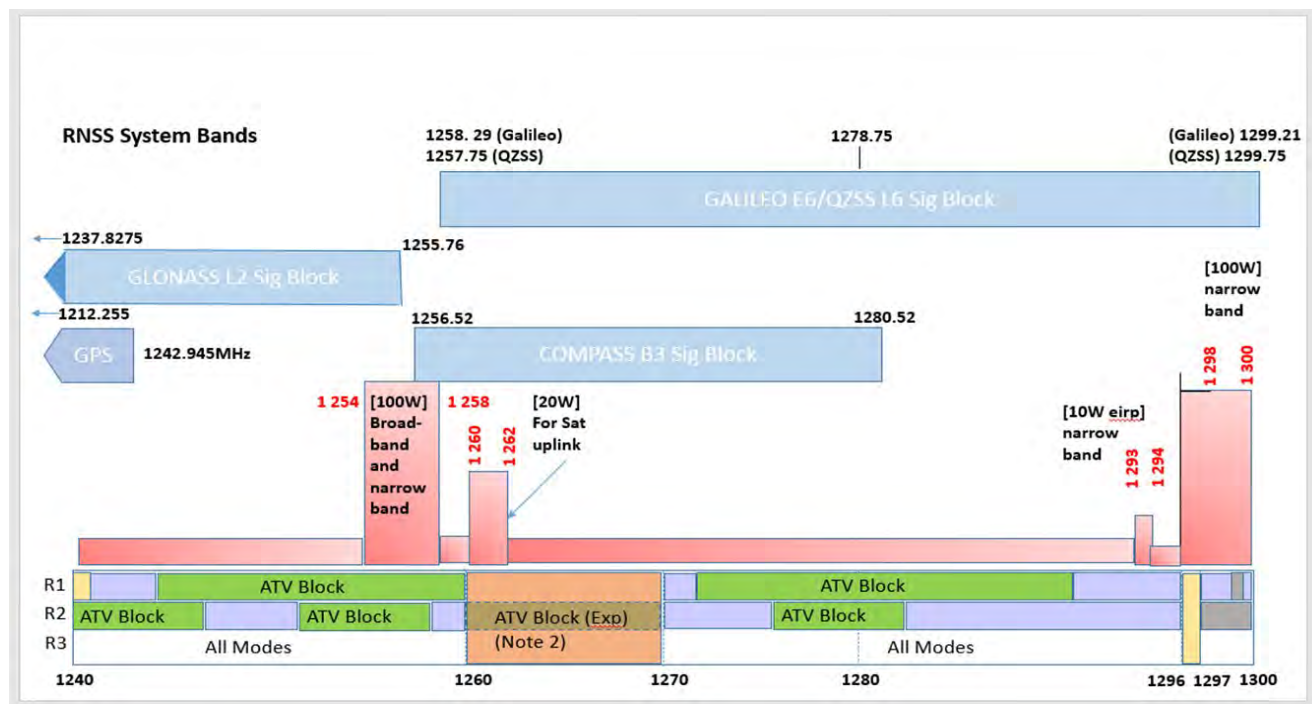 RNSS System Bands
1258. 29 (Galileo)
1257.75 (QZSS)
1278.75
(Galileo) 1299.21
(QZSS) 1299.75
GALILEO E6/QZSS L6 Sig Block
1237.8275
1255.76
GLONASS L2 Sig Block
1212.255
GPS
1242.945MHz
1256.52
1280.52
COMPASS B3 Sig Block
[100W]
narrow
band
1 298
1 300
1 254
[100W]
Broad-
band
and
narrow
band
1 258
1 260
1 262
[20W]
For Sat
uplink
[10W eirp]
narrow
band
1 293
1 294
R1
ATV Block
ATV Block
R2
ATV Block
ATV Block
ATV Block (Exp)
ATV Block
R3
All Modes
(Note 2)
All Modes
1240
1260
1270
1280
1296
1297
1300